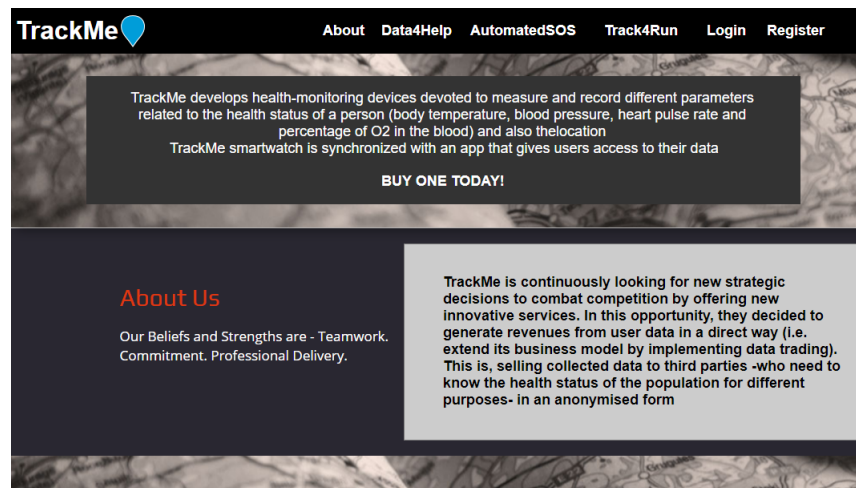 TrackMe
About Data4Help AutomatedSOS Track4Run Login Register
TrackMe develops health-monitoring devices devoted to measure and record different parameters
related to the health status of a person (body temperature, blood pressure, heart pulse rate and
percentage of O2 in the blood) and also thelocation
TrackMe smartwatch is synchronized with an app that gives users access to their data
BUY ONE TODAY!
About Us
Our Beliefs and Strengths are - Teamwork.
Commitment. Professional Delivery.
TrackMe is continuously looking for new strategic
decisions to combat competition by offering new
innovative services. In this opportunity, they decided to
generate revenues from user data in a direct way (i.e.
extend its business model by implementing data trading).
This is, selling collected data to third parties -who need to
know the health status of the population for different
purposes- in an anonymised form